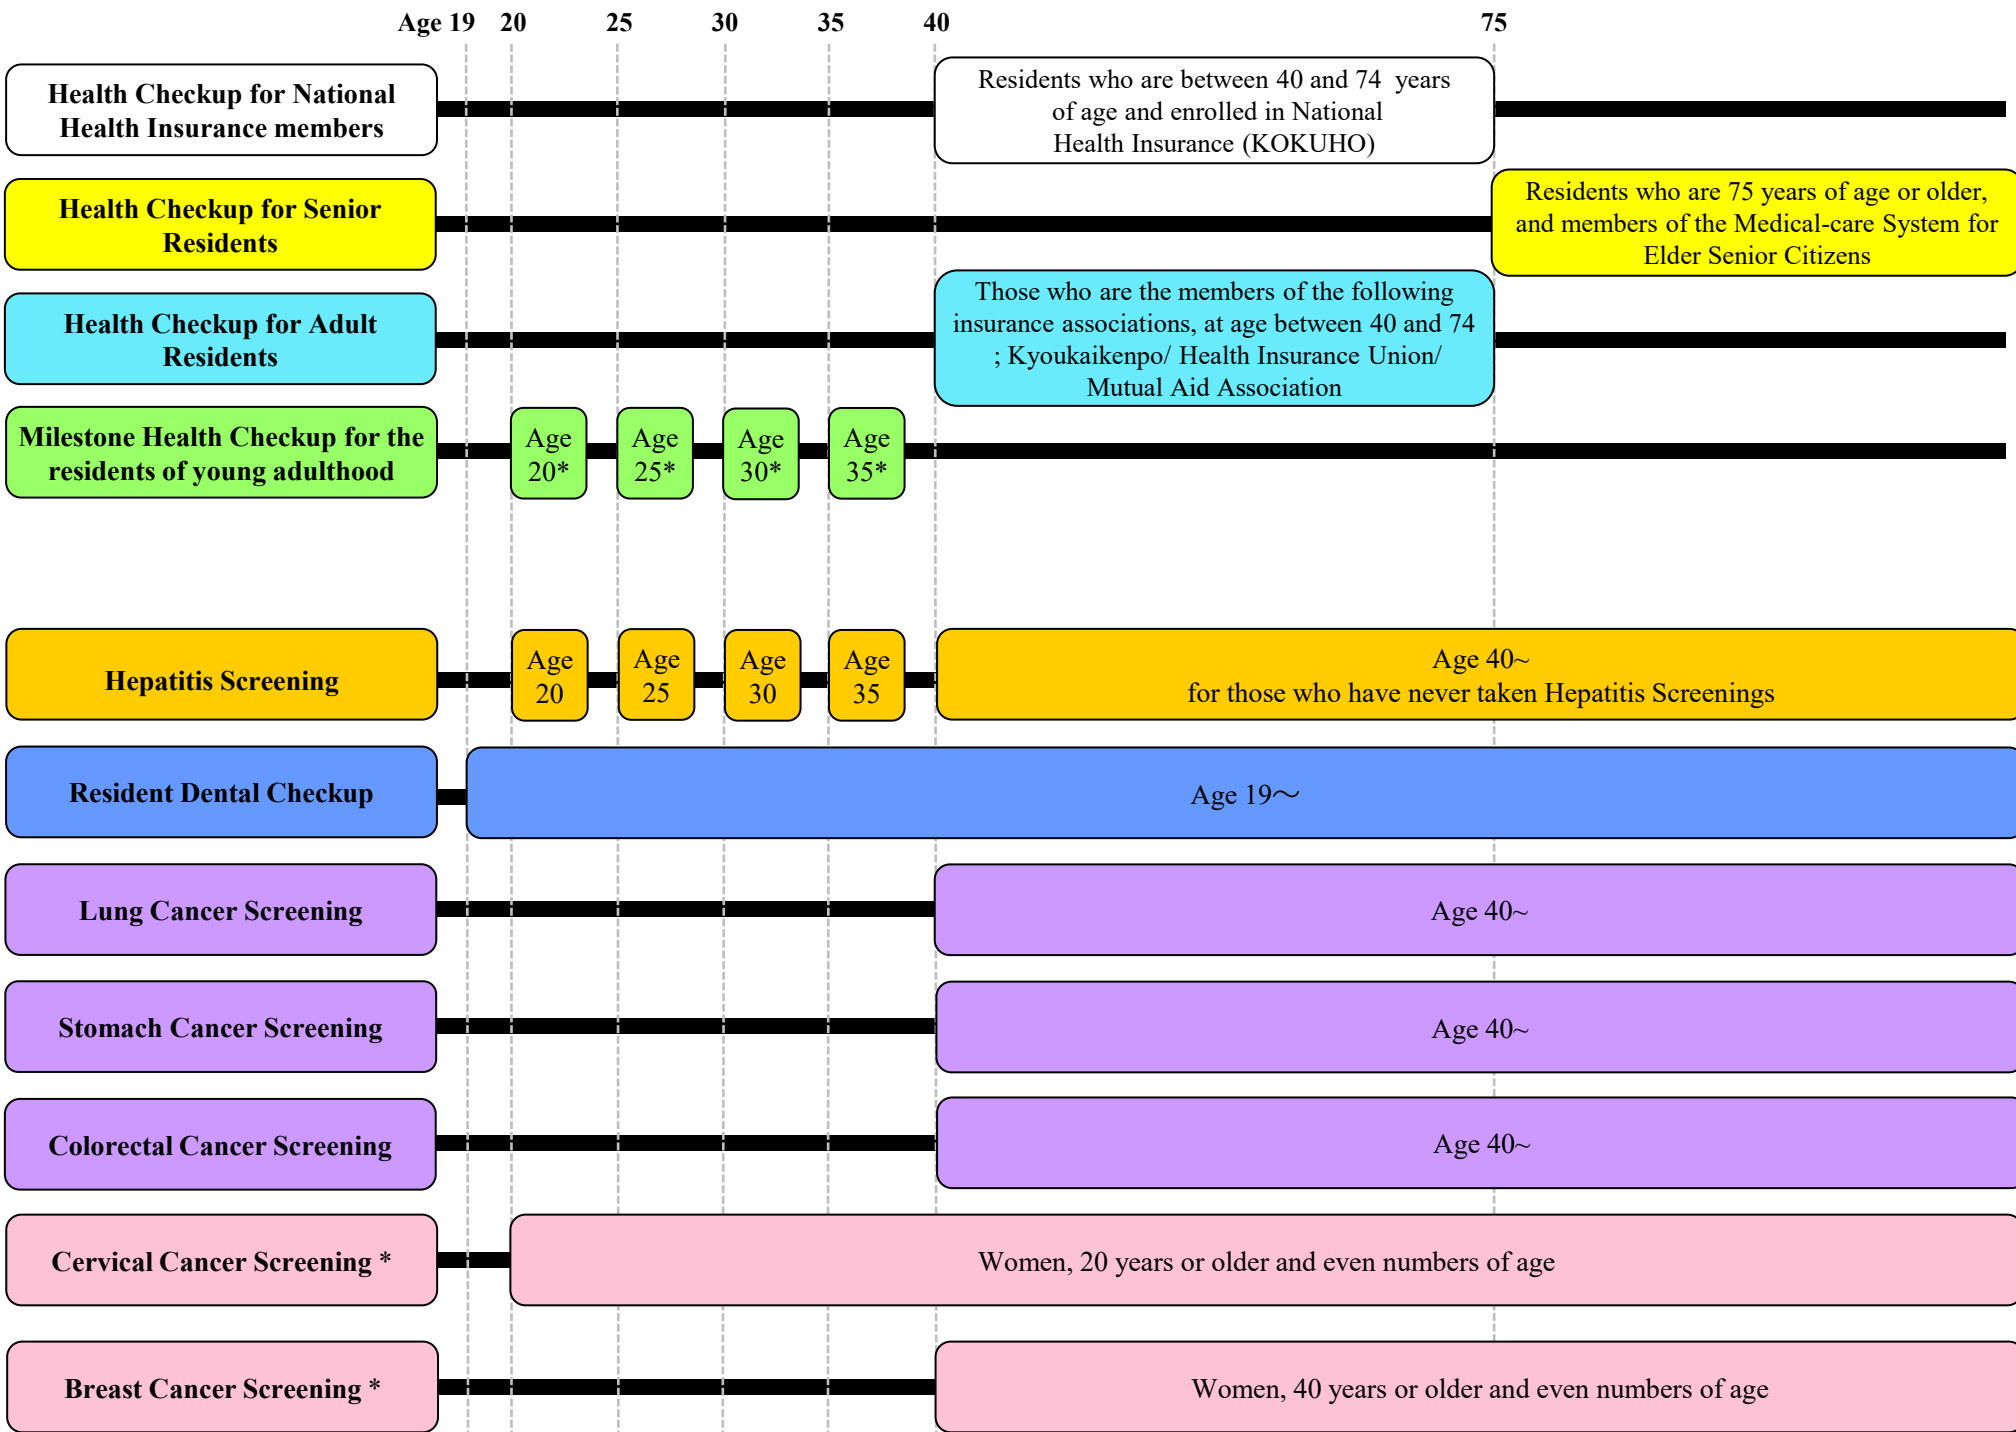 Age 19 20 25 30 35 40 75
Health Checkup for National
Health Insurance members
Residents who are between 40 and 74 years
of age and enrolled in National
Health Insurance (KOKUHO)
Health Checkup for Senior
Residents
Residents who are 75 years of age or older,
and members of the Medical-care System for
Elder Senior Citizens
Health Checkup for Adult
Residents
Those who are the members of the following
insurance associations, at age between 40 and 74
; Kyoukaikenpo/ Health Insurance Union/
Mutual Aid Association
Milestone Health Checkup for the
residents of young adulthood
Age
20*
Age
25*
Age
30*
Age
35*
Hepatitis Screening
Age
20
Age
25
Age
30
Age
35
Age 40~
for those who have never taken Hepatitis Screenings
Resident Dental Checkup
Age 19～
Lung Cancer Screening
Age 40~
Stomach Cancer Screening
Age 40~
Colorectal Cancer Screening
Age 40~
Cervical Cancer Screening *
Women, 20 years or older and even numbers of age
Breast Cancer Screening *
Women, 40 years or older and even numbers of age